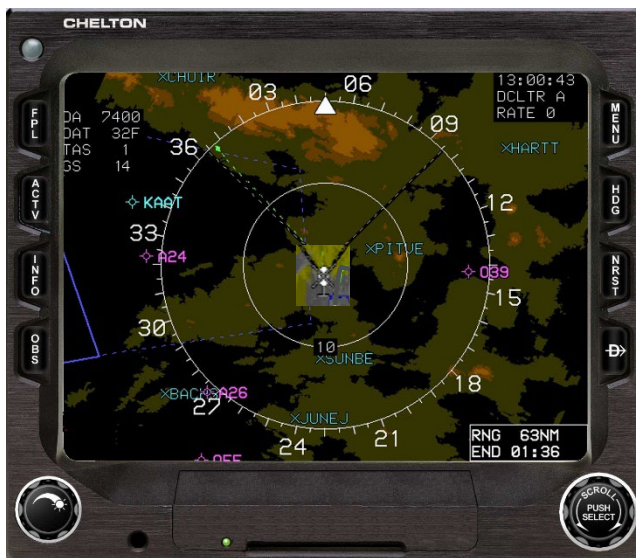 CHELTON
CHUIR
03
06
13:00:43
DCLTR A
RATE 0
DA 7400
OAT 32F
TAS 1
GS 14
36
09
HARTT
KAAT
12
33
A24
PITVE
O39
15
30
10
SUNBE
18
BACHS
A26
27
JUNEJ
24
21
RNG 63NM
END 01:36
FPL
ACTV
INFO
OBS
MENU
HDG
NRST
D
SCROLL
PUSH
SELECT